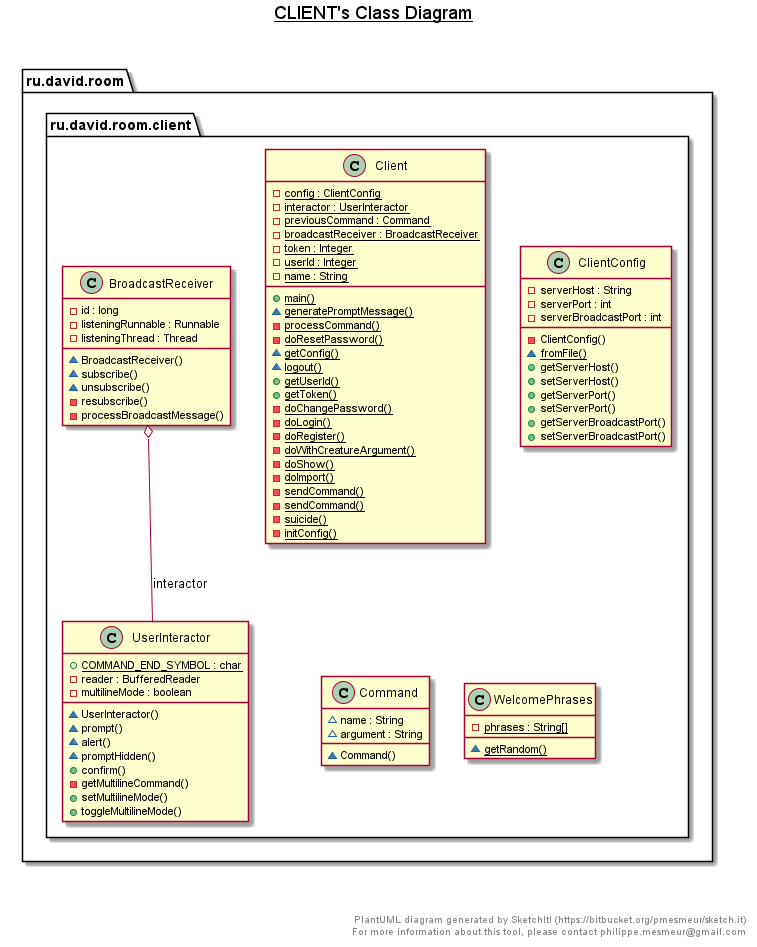 CLIENT's Class Diagram
ru.david.room
ru.david.room.client
C Client
config : ClientConfig
interactor : UserInteractor
previousCommand : Command
broadcastReceiver : BroadcastReceiver
token : Integer
userId : Integer
name : String
main()
generatePromptMessage()
processCommand()
doResetPassword()
getConfig()
logout()
getUserId()
getToken()
doChangePassword()
doLogin()
doRegister()
doWithCreatureArgument()
doShow()
doImport()
sendCommand()
sendCommand()
suicide()
initConfig()
C ClientConfig
serverHost : String
serverPort : int
serverBroadcastPort : int
ClientConfig()
fromFile()
getServerHost()
setServerHost()
getServerPort()
setServerPort()
getServerBroadcastPort()
setServerBroadcastPort()
C BroadcastReceiver
id : long
listeningRunnable : Runnable
listeningThread : Thread
BroadcastReceiver()
subscribe()
unsubscribe()
resubscribe()
processBroadcastMessage()
interactor
C UserInteractor
COMMAND_END_SYMBOL : char
reader : BufferedReader
multilineMode : boolean
UserInteractor()
prompt()
alert()
promptHidden()
confirm()
getMultilineCommand()
setMultilineMode()
toggleMultilineMode()
C Command
name : String
argument : String
Command()
C WelcomePhrases
phrases : String[]
getRandom()
PlantUML diagram generated by SketchIt! (https://bitbucket.org/pmesmeur/sketch.it)
For more information about this tool, please contact philippe.mesmeur@gmail.com